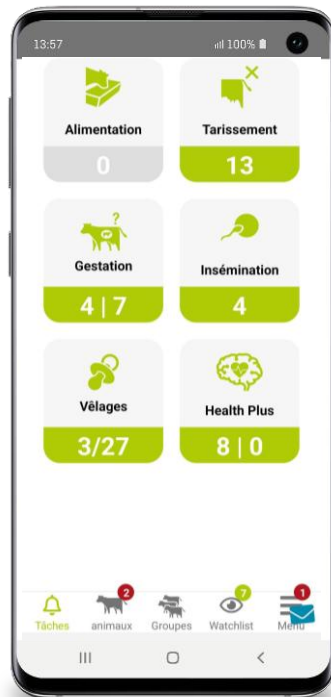 13:57 100%
Alimentation Tarissement
0 13
?
Gestation Insémination
4 | 7 4
Vêlages Health Plus
3/27 8 | 0
2 7 1
Tâches animaux Groupes Watchlist Menu